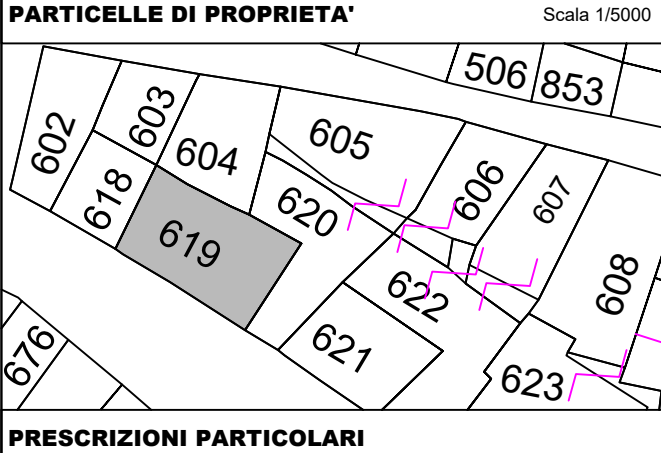 PARTICELLE DI PROPRIETA' Scala 1/5000
506 853
602 603 604 605 606 607 608
618 619 620 622
676 621 623
PRESCRIZIONI PARTICOLARI